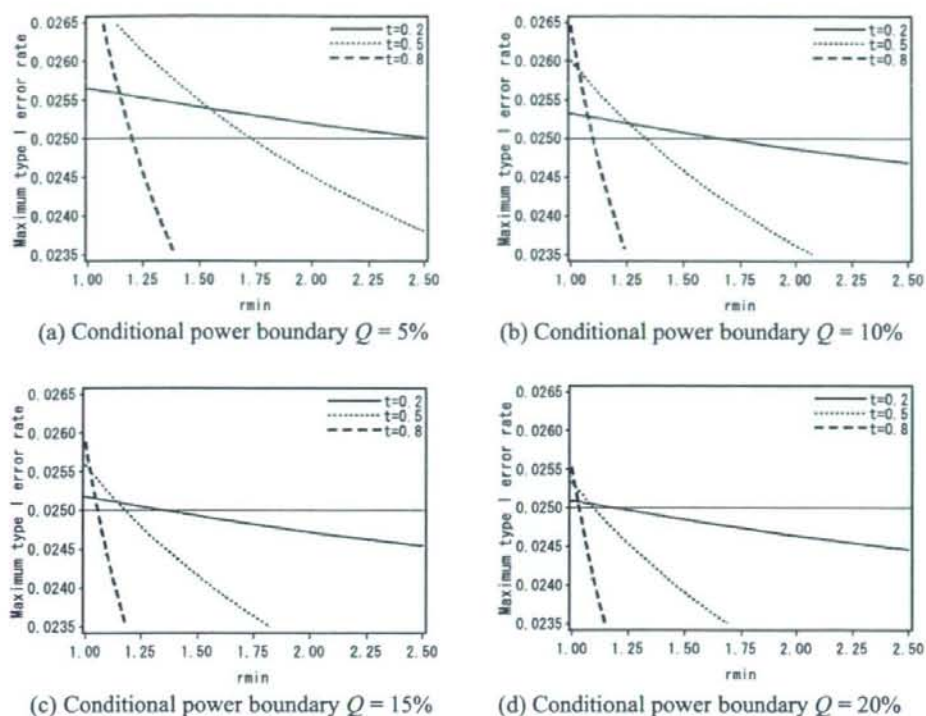 0.0265
0.0260
0.0255
0.0250
0.0245
0.0240
0.0235
Maximum type I error rate
t=0.2
t=0.5
t=0.8
1.00 1.25 1.50 1.75 2.00 2.25 2.50
rmin
(a) Conditional power boundary Q = 5%
0.0265
0.0260
0.0255
0.0250
0.0245
0.0240
0.0235
Maximum type I error rate
t=0.2
t=0.5
t=0.8
1.00 1.25 1.50 1.75 2.00 2.25 2.50
rmin
(b) Conditional power boundary Q = 10%
0.0265
0.0260
0.0255
0.0250
0.0245
0.0240
0.0235
Maximum type I error rate
t=0.2
t=0.5
t=0.8
1.00 1.25 1.50 1.75 2.00 2.25 2.50
rmin
(c) Conditional power boundary Q = 15%
0.0265
0.0260
0.0255
0.0250
0.0245
0.0240
0.0235
Maximum type I error rate
t=0.2
t=0.5
t=0.8
1.00 1.25 1.50 1.75 2.00 2.25 2.50
rmin
(d) Conditional power boundary Q = 20%